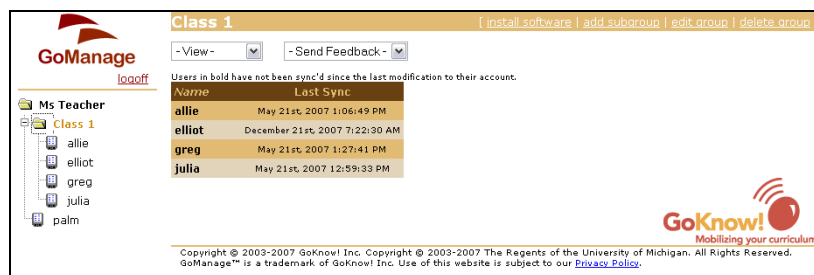 GoManage
logoff
Ms Teacher
Class 1
allie
elliot
greg
julia
palm
Class 1 [ install software | add subgroup | edit group | delete group
- View - - Send Feedback -
Users in bold have not been sync'd since the last modification to their account.
Name Last Sync
allie May 21st, 2007 1:06:49 PM
elliot December 21st, 2007 7:22:30 AM
greg May 21st, 2007 1:27:41 PM
julia May 21st, 2007 12:59:33 PM
GoKnow!
Mobilizing your curriculum
Copyright © 2003-2007 GoKnow! Inc. Copyright © 2003-2007 The Regents of the University of Michigan. All Rights Reserved.
GoManage™ is a trademark of GoKnow! Inc. Use of this website is subject to our Privacy Policy.